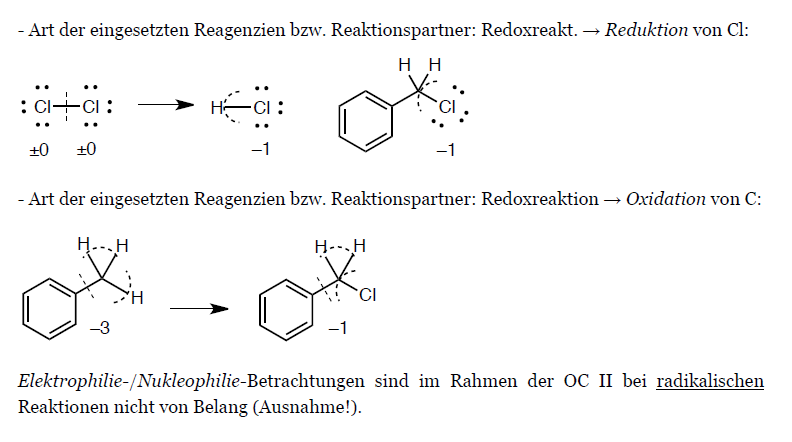 - Art der eingesetzten Reagenzien bzw. Reaktionspartner: Redoxreakt. → Reduktion von Cl:
H H
Cl Cl H Cl Cl
±0 ±0 –1 –1
- Art der eingesetzten Reagenzien bzw. Reaktionspartner: Redoxreaktion → Oxidation von C:
H H H H
H Cl
–3 –1
Elektrophilie-/Nukleophilie-Betrachtungen sind im Rahmen der OC II bei radikalischen
Reaktionen nicht von Belang (Ausnahme!).